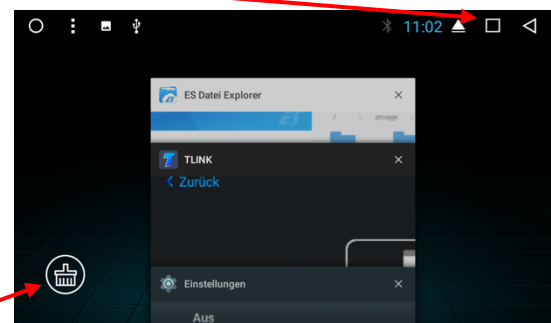 11:02
ES Datei Explorer
/ > storage >
TLINK
Zurück
Einstellungen
Aus